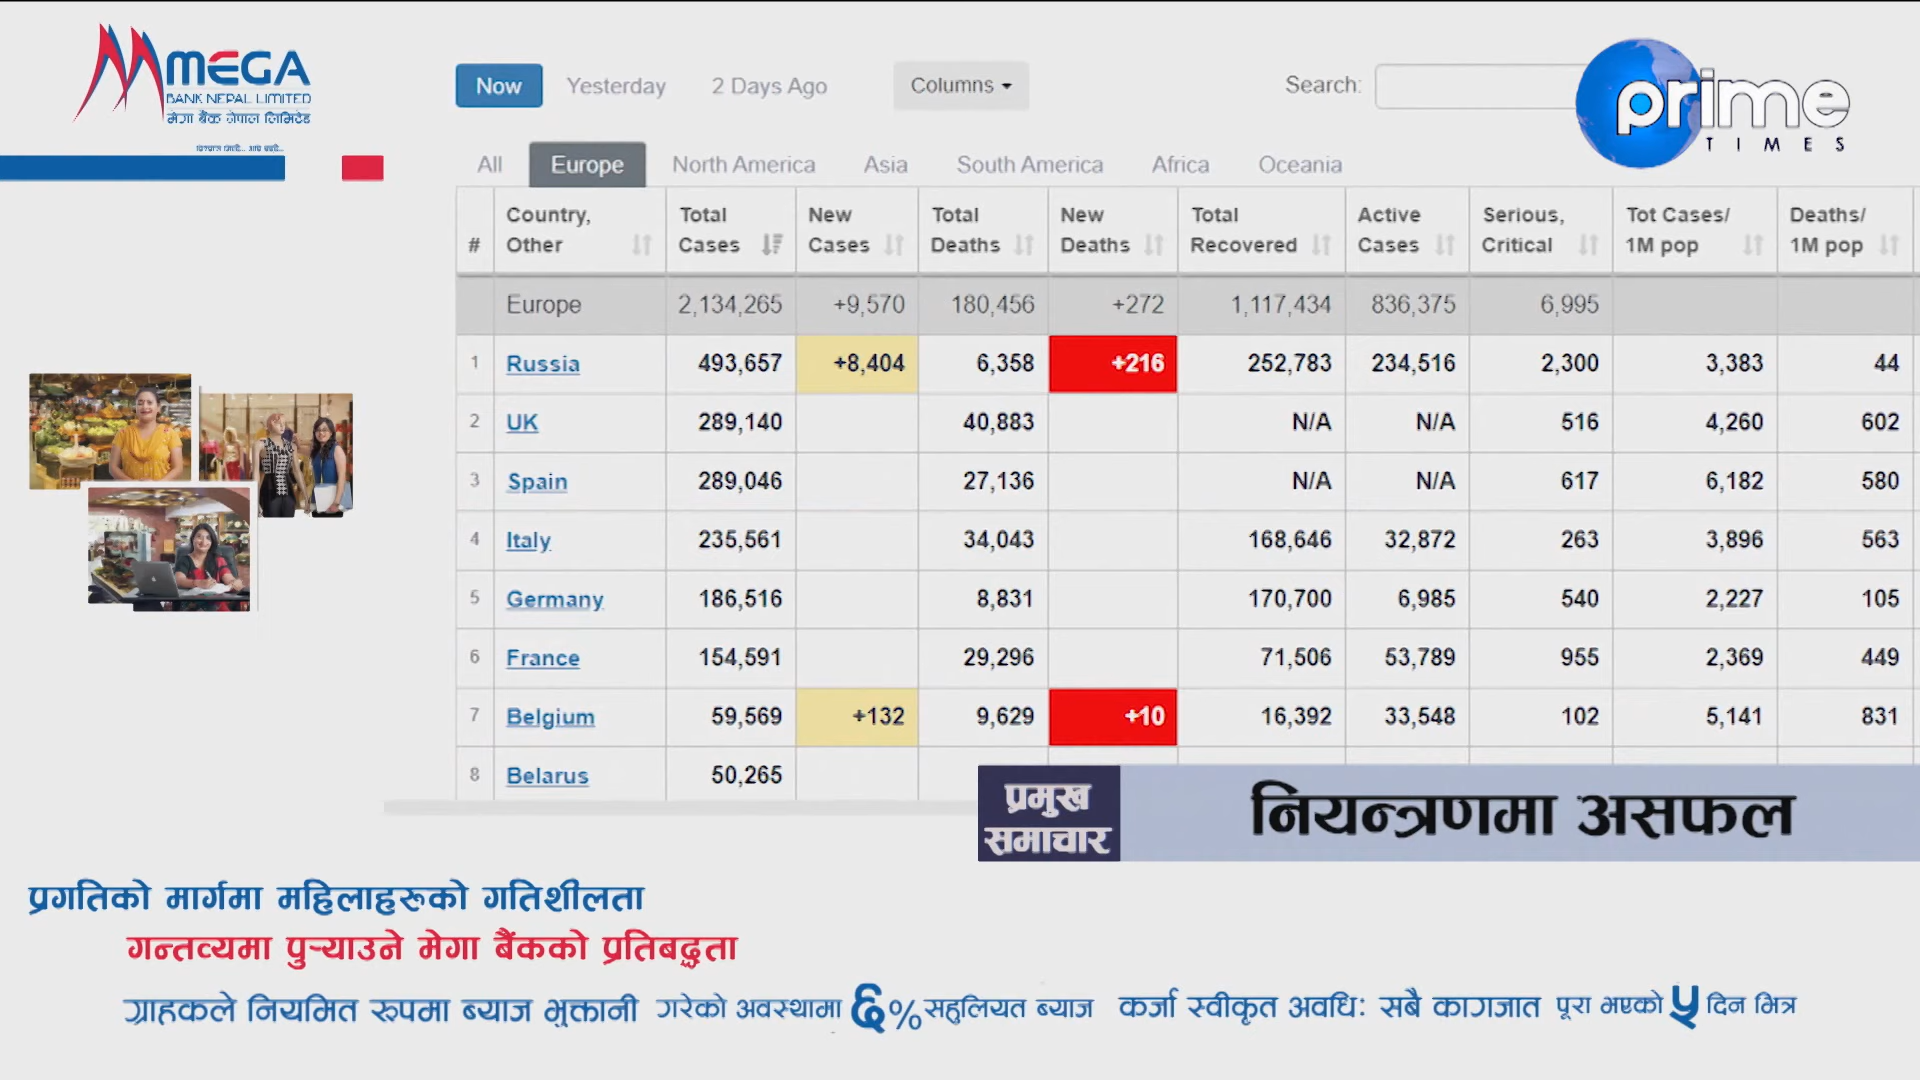 MEGA
BANK NEPAL LIMITED
मेगा बैंक नेपाल लिमिटेड
Now Yesterday 2 Days Ago Columns Search:
prime
TIMES
All Europe North America Asia South America Africa Oceania
# Country, Other Total Cases New Cases Total Deaths New Deaths Total Recovered Active Cases Serious, Critical Tot Cases/ 1M pop Deaths/ 1M pop
Europe 2,134,265 +9,570 180,456 +272 1,117,434 836,375 6,995
1 Russia 493,657 +8,404 6,358 +216 252,783 234,516 2,300 3,383 44
2 UK 289,140 40,883 N/A N/A 516 4,260 602
3 Spain 289,046 27,136 N/A N/A 617 6,182 580
4 Italy 235,561 34,043 168,646 32,872 263 3,896 563
5 Germany 186,516 8,831 170,700 6,985 540 2,227 105
6 France 154,591 29,296 71,506 53,789 955 2,369 449
7 Belgium 59,569 +132 9,629 +10 16,392 33,548 102 5,141 831
8 Belarus 50,265
प्रमुख
समाचार
नियन्त्रणमा असफल
प्रगतिको मार्गमा महिलाहरूको गतिशीलता
गन्तव्यमा पुर्‍याउने मेगा बैंकको प्रतिबद्धता
ग्राहकले नियमित रुपमा ब्याज भुक्तानी गरेको अवस्थामा ६% सहुलियत ब्याज कर्जा स्वीकृत अवधिः सबै कागजात पूरा भएको ५ दिन भित्र